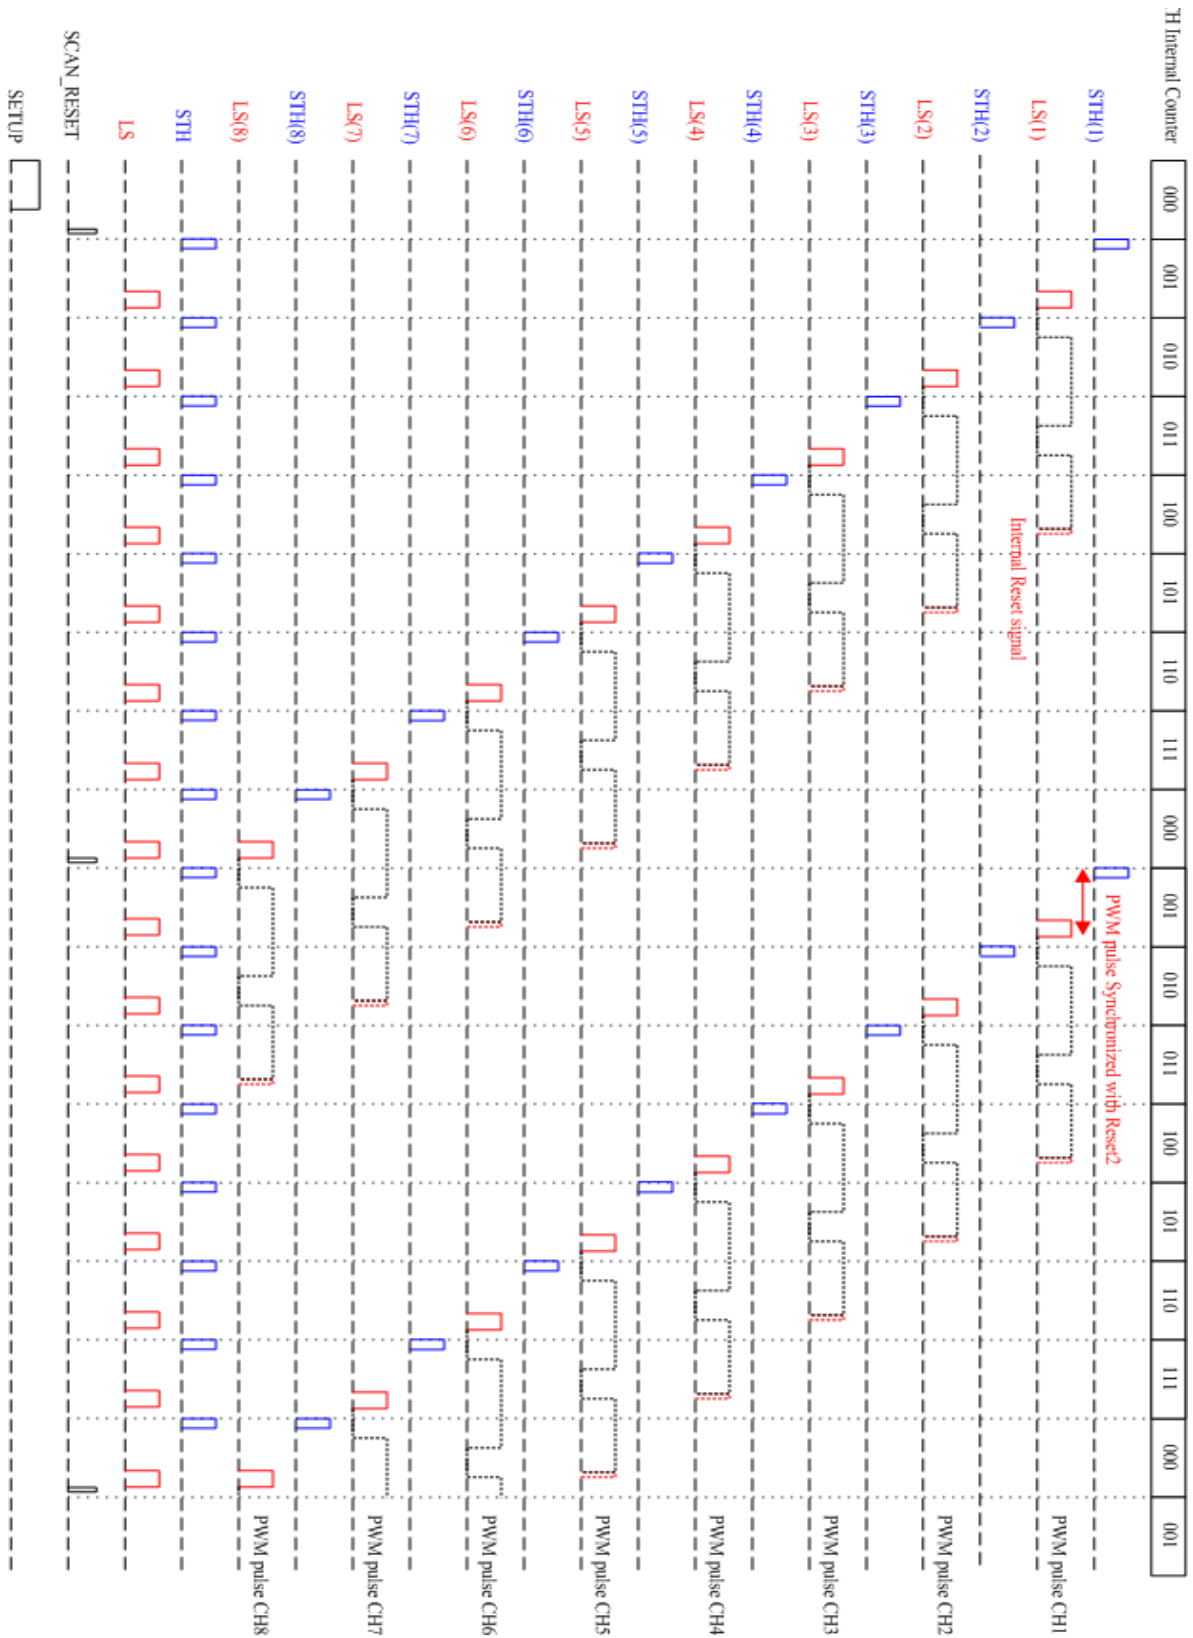 'H Internal Counter 000 001 010 011 100 101 110 111 000 001 010 011 100 101 110 111 000 001
STH(1)
PWM pulse Synchronized with Reset2
LS(1)
PWM pulse CH1
Internal Reset signal
STH(2)
LS(2)
PWM pulse CH2
STH(3)
LS(3)
PWM pulse CH3
STH(4)
LS(4)
PWM pulse CH4
STH(5)
LS(5)
PWM pulse CH5
STH(6)
LS(6)
PWM pulse CH6
STH(7)
LS(7)
PWM pulse CH7
STH(8)
LS(8)
PWM pulse CH8
STH
LS
SCAN_RESET
SETUP